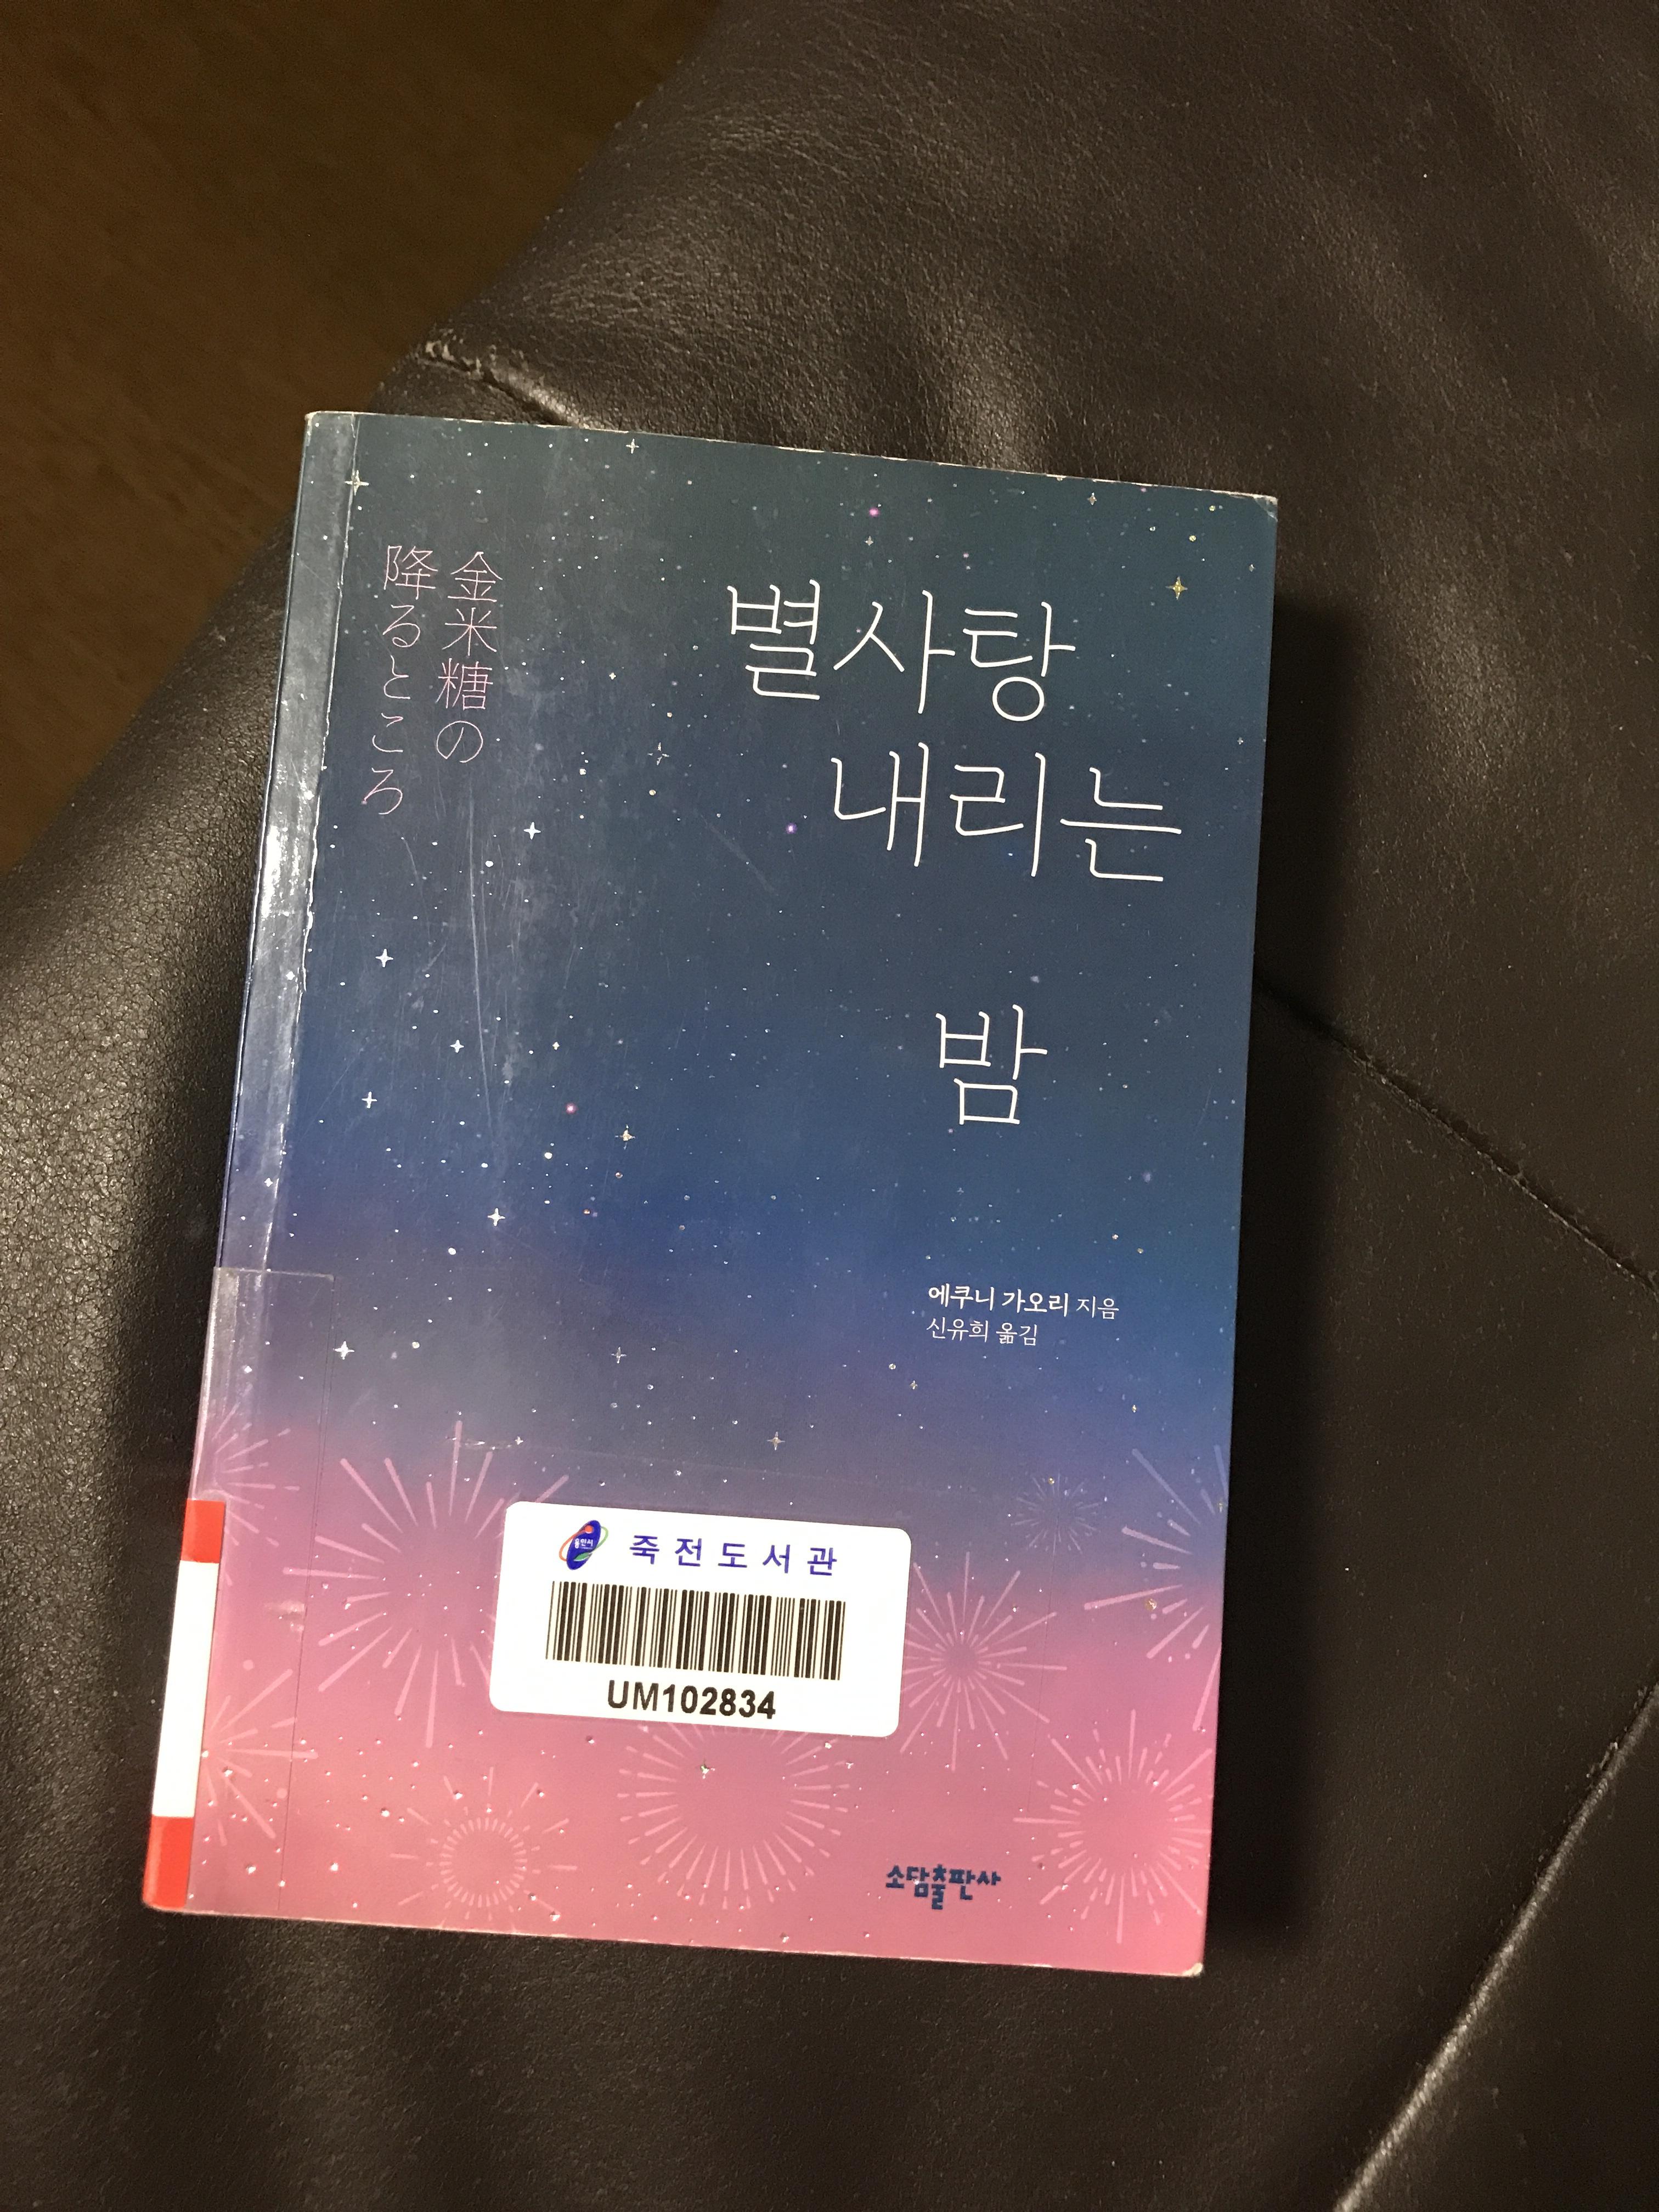 金米糖の
降るところ
별사탕
내리는
밤
에쿠니 가오리 지음
신유희 옮김
죽전도서관
UM102834
소담출판사